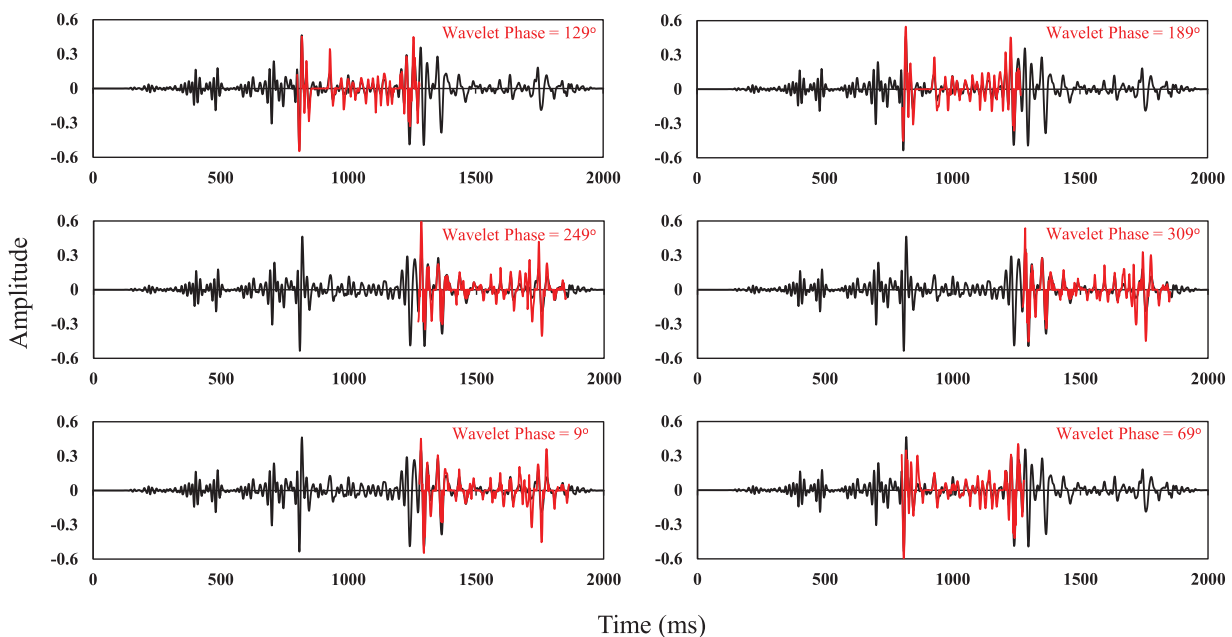 0.6
0.3
0
-0.3
-0.6
Wavelet Phase = 129°
0 500 1000 1500 2000
0.6
0.3
0
-0.3
-0.6
Wavelet Phase = 189°
0 500 1000 1500 2000
Amplitude
0.6
0.3
0
-0.3
-0.6
Wavelet Phase = 249°
0 500 1000 1500 2000
0.6
0.3
0
-0.3
-0.6
Wavelet Phase = 309°
0 500 1000 1500 2000
0.6
0.3
0
-0.3
-0.6
Wavelet Phase = 9°
0 500 1000 1500 2000
0.6
0.3
0
-0.3
-0.6
Wavelet Phase = 69°
0 500 1000 1500 2000
Time (ms)